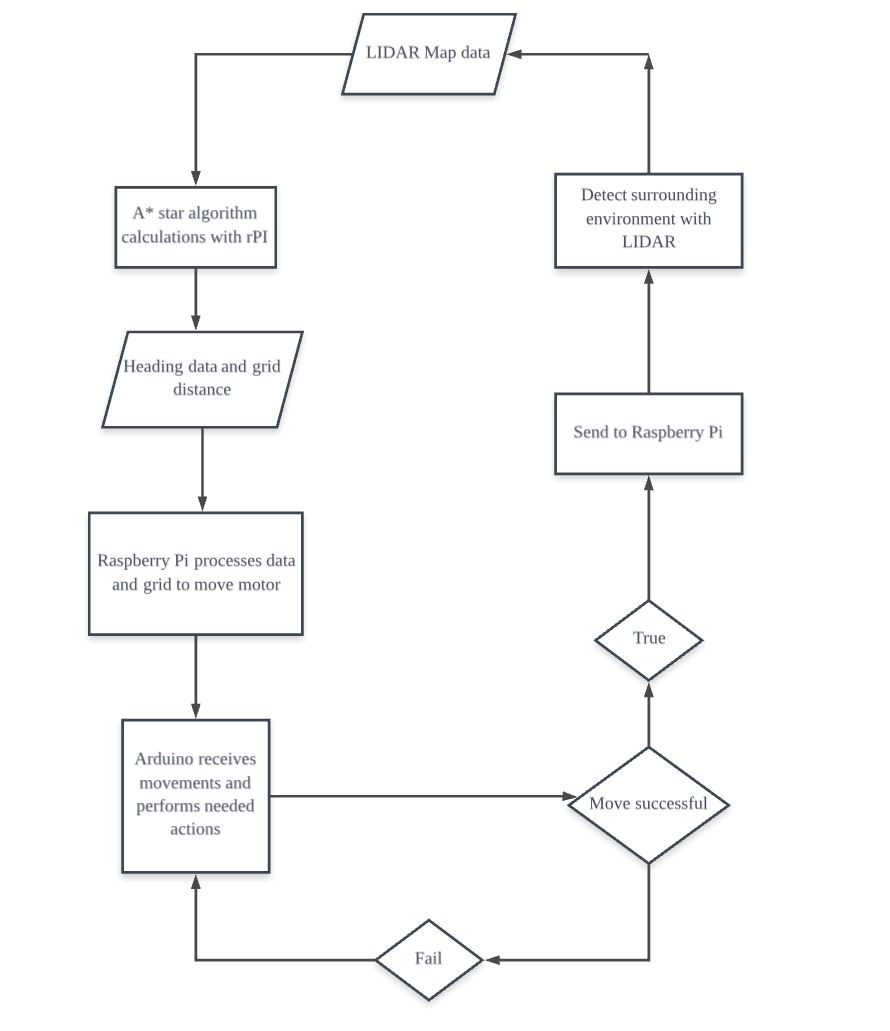 LIDAR Map data
A* star algorithm
calculations with rPI
Heading data and grid
distance
Raspberry Pi processes data
and grid to move motor
Arduino receives
movements and
performs needed
actions
Detect surrounding
environment with
LIDAR
Send to Raspberry Pi
True
Move successful
Fail